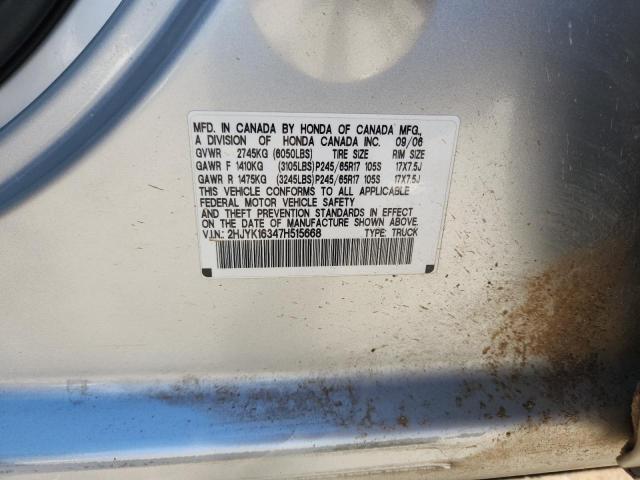 MFD. IN CANADA BY HONDA OF CANADA MFG.,
A DIVISION OF HONDA CANADA INC. 09/06
GVWR 2745KG (6050LBS) TIRE SIZE RIM SIZE
GAWR F 1410KG (3105LBS) P245/65R17 105S 17X7.5J
GAWR R 1475KG (3245LBS) P245/65R17 105S 17X7.5J
THIS VEHICLE CONFORMS TO ALL APPLICABLE
FEDERAL MOTOR VEHICLE SAFETY
AND THEFT PREVENTION STANDARDS IN EFFECT
ON THE DATE OF MANUFACTURE SHOWN ABOVE.
V.I.N.: 2HJYK16347H515668 TYPE: TRUCK